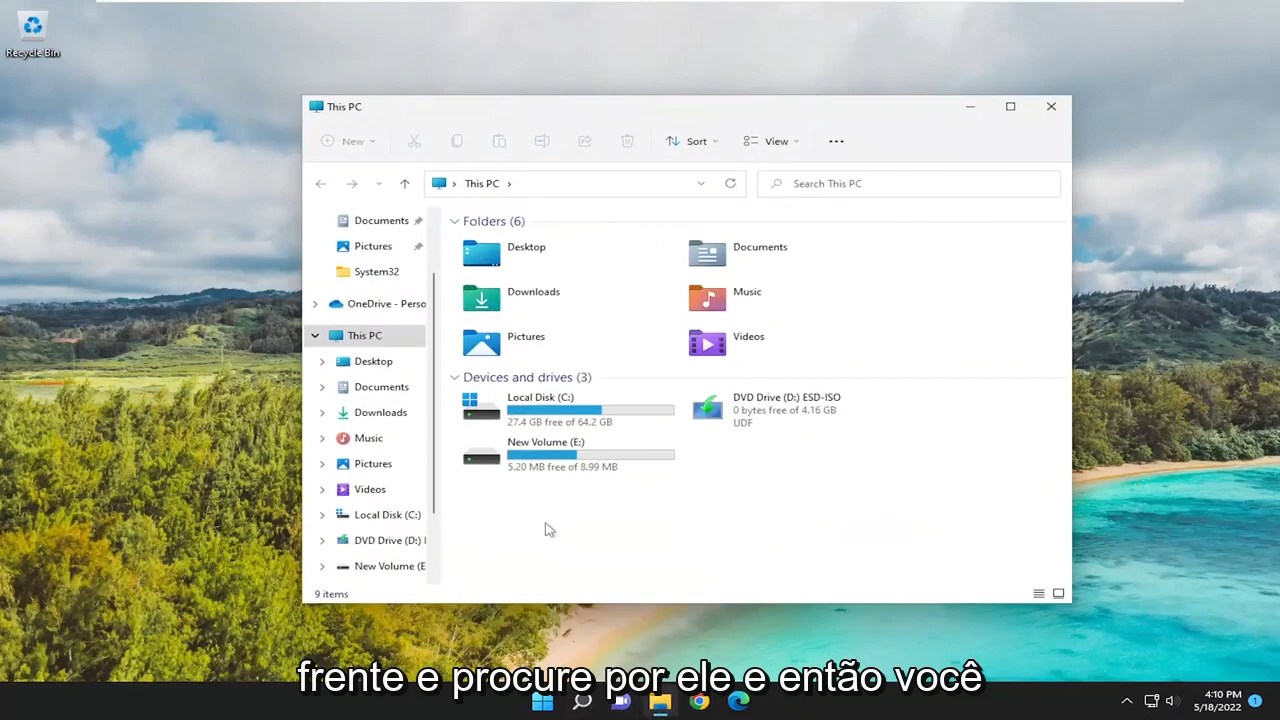 Recycle Bin
This PC
New
Sort
View
This PC
Search This PC
Documents
Pictures
System32
OneDrive - Perso
This PC
Desktop
Documents
Downloads
Music
Pictures
Videos
Local Disk (C:)
DVD Drive (D:)
New Volume (E
Folders (6)
Desktop
Documents
Downloads
Music
Pictures
Videos
Devices and drives (3)
Local Disk (C:)
27.4 GB free of 64.2 GB
DVD Drive (D:) ESD-ISO
0 bytes free of 4.16 GB
UDF
New Volume (E:)
5.20 MB free of 8.99 MB
9 items
frente e procure por ele e então você
4:10 PM
5/18/2022
1